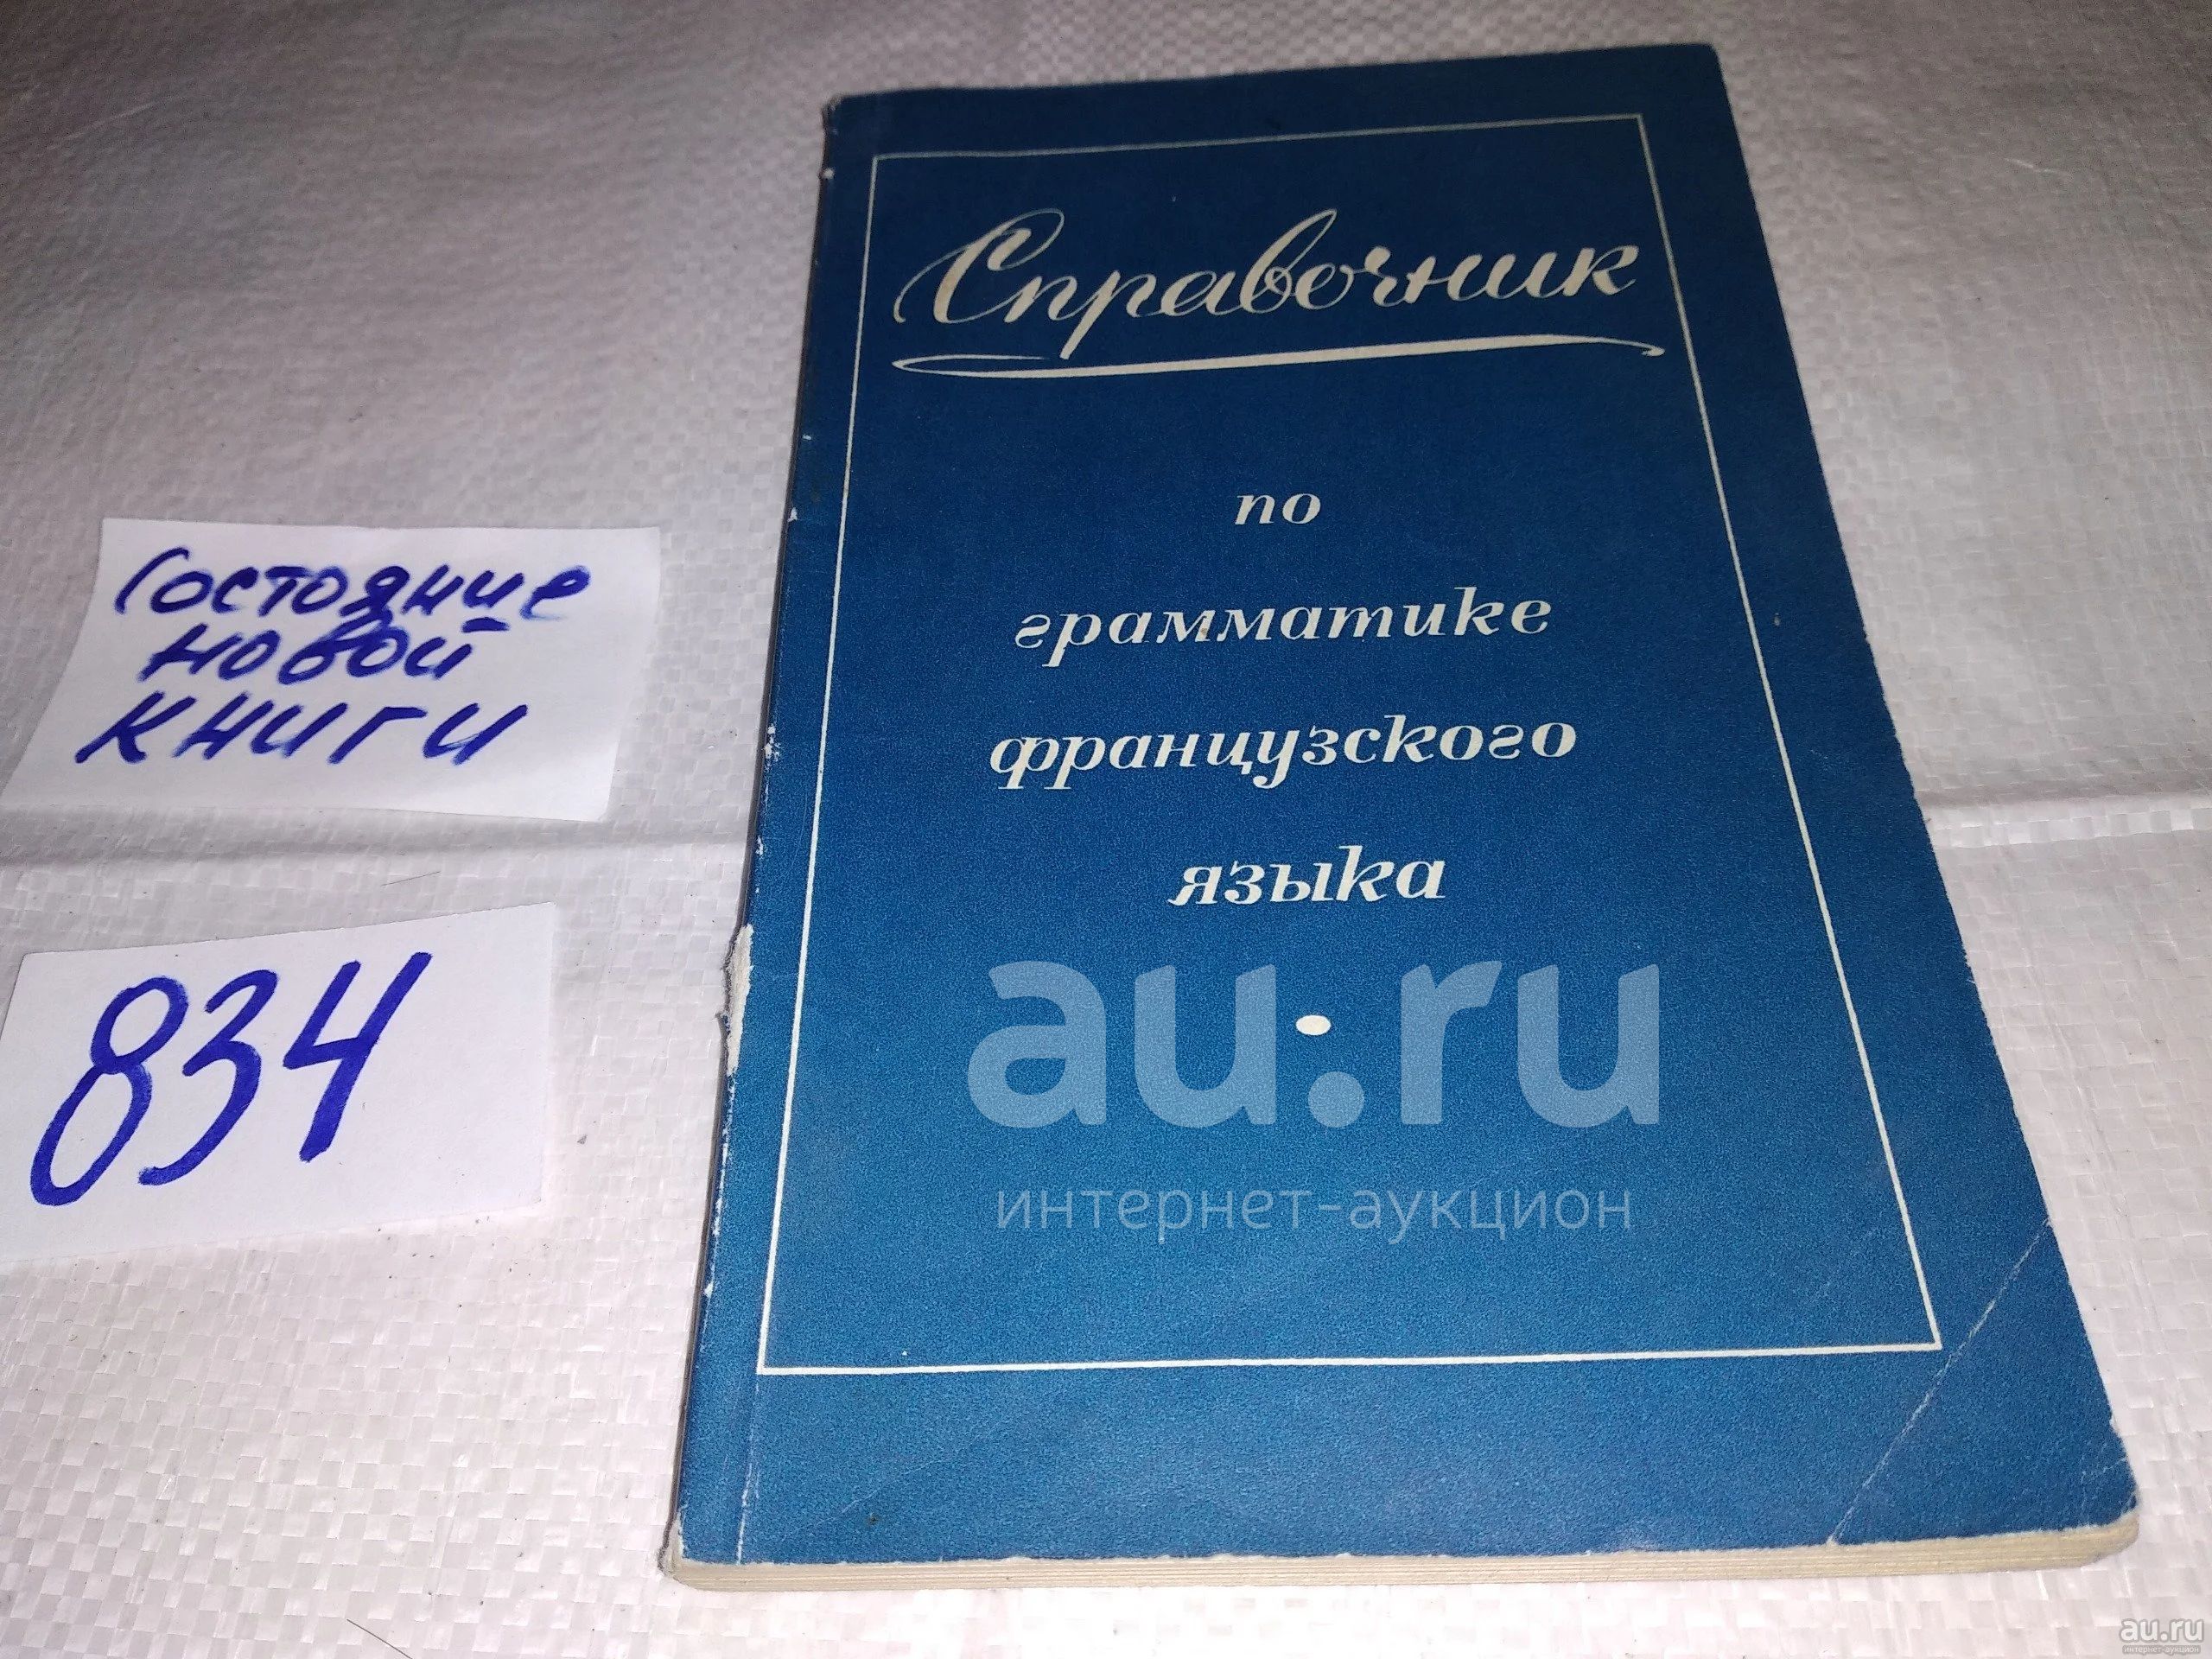 Справочник
по
грамматике
французского
языка
Состояние
новой
книги
834
au.ru
интернет-аукцион
au.ru
интернет-аукцион